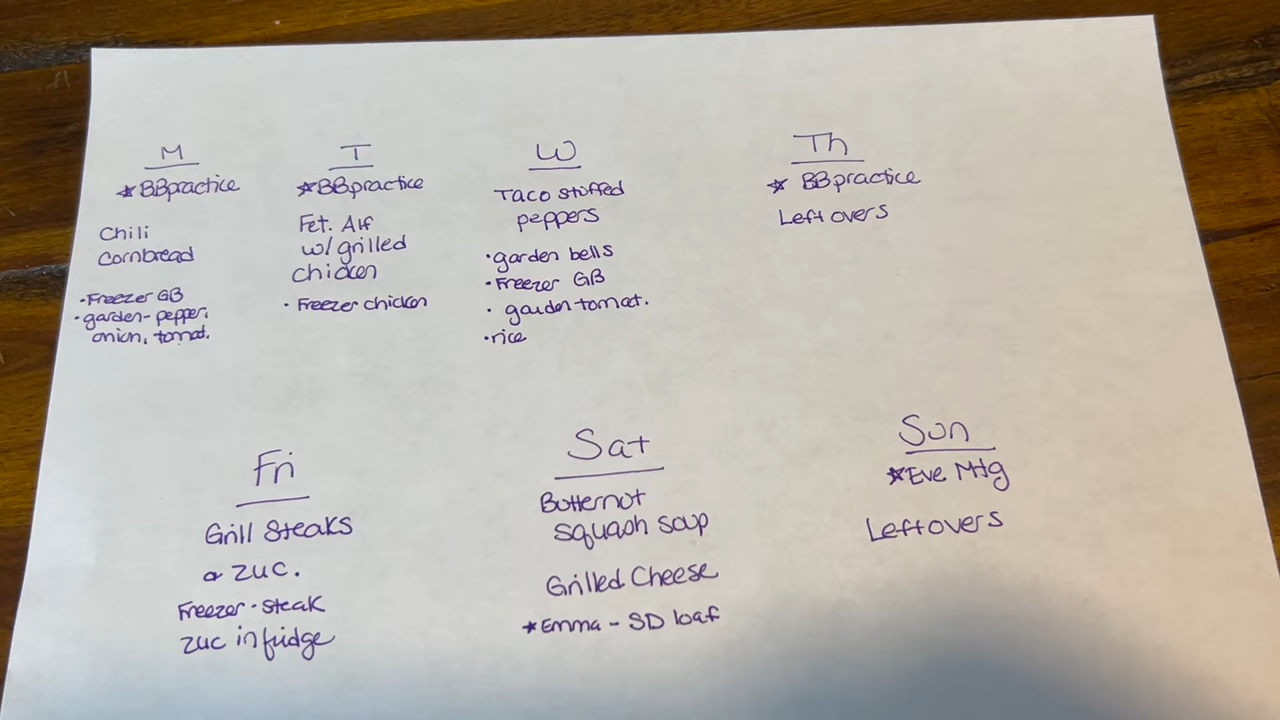 M
★BBpractice
Chili
Cornbread
·Freezer GB
·garden-pepper,
onion, tomat.
T
★BBpractice
Fet. Alf
w/grilled
chicken
· Freezer chicken
W
Taco stuffed
peppers
·garden bells
·Freezer GB
· garden tomat.
·rice
Th
★ BBpractice
Leftovers
Fri
Grill Steaks
a zuc.
Freezer-steak
zuc in fridge
Sat
Butternut
squash soup
Grilled Cheese
★Emma - SD loaf
Sun
★Eve Mtg
Leftovers